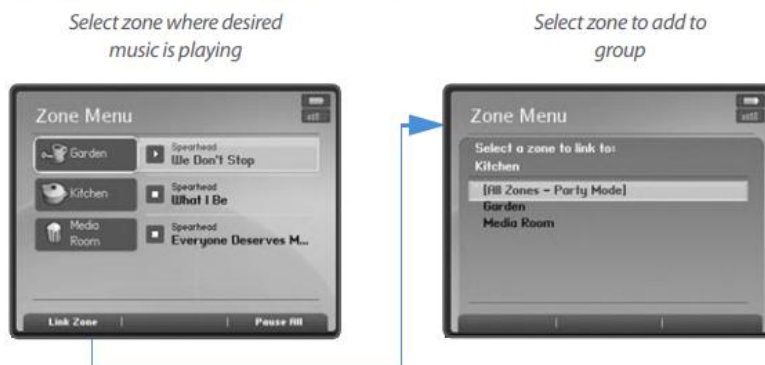 Select zone where desired
music is playing
Select zone to add to
group
Zone Menu
Garden
Spearhead
We Don't Stop
Kitchen
Spearhead
What I Be
Media
Room
Spearhead
Everyone Deserves M...
Link Zone
Pause All
Zone Menu
Select a zone to link to:
Kitchen
[All Zones - Party Mode]
Garden
Media Room